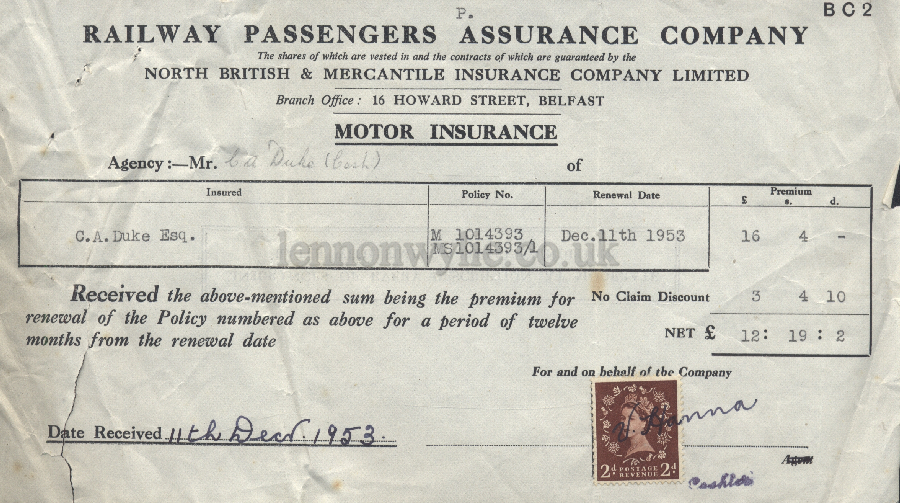 P.
B C 2
RAILWAY PASSENGERS ASSURANCE COMPANY
The shares of which are vested in and the contracts of which are guaranteed by the
NORTH BRITISH & MERCANTILE INSURANCE COMPANY LIMITED
Branch Office: 16 HOWARD STREET, BELFAST
MOTOR INSURANCE
Agency:—Mr. C.A. Duke (Cash) of
Insured Policy No. Renewal Date Premium
£ s. d.
C.A.Duke Esq. M 1014393 Dec.11th 1953 16 4 -
MS1014393/1
lennonwylie.co.uk
Received the above-mentioned sum being the premium for No Claim Discount 3 4 10
renewal of the Policy numbered as above for a period of twelve
NET £ 12: 19 : 2
months from the renewal date
For and on behalf of the Company
Date Received 11th Decr. 1953.
2d POSTAGE REVENUE 2d
Agent
Cashier